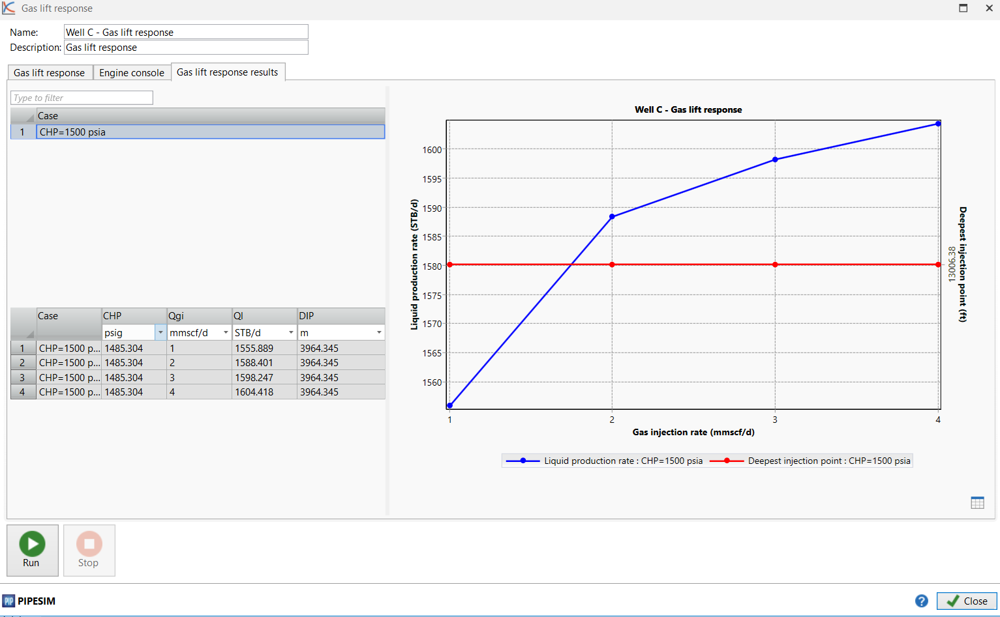 Gas lift response
Name: Well C - Gas lift response
Description: Gas lift response
Gas lift response Engine console Gas lift response results
Type to filter
Case
1 CHP=1500 psia
Case CHP Qgi Ql DIP
psig mmscf/d STB/d m
1 CHP=1500 p... 1485.304 1 1555.889 3964.345
2 CHP=1500 p... 1485.304 2 1588.401 3964.345
3 CHP=1500 p... 1485.304 3 1598.247 3964.345
4 CHP=1500 p... 1485.304 4 1604.418 3964.345
Well C - Gas lift response
Liquid production rate (STB/d)
1600
1595
1590
1585
1580
1575
1570
1565
1560
1 2 3 4
Gas injection rate (mmscf/d)
13006.38
Deepest injection point (ft)
Liquid production rate : CHP=1500 psia Deepest injection point : CHP=1500 psia
Run Stop
PIP PIPESIM ? Close